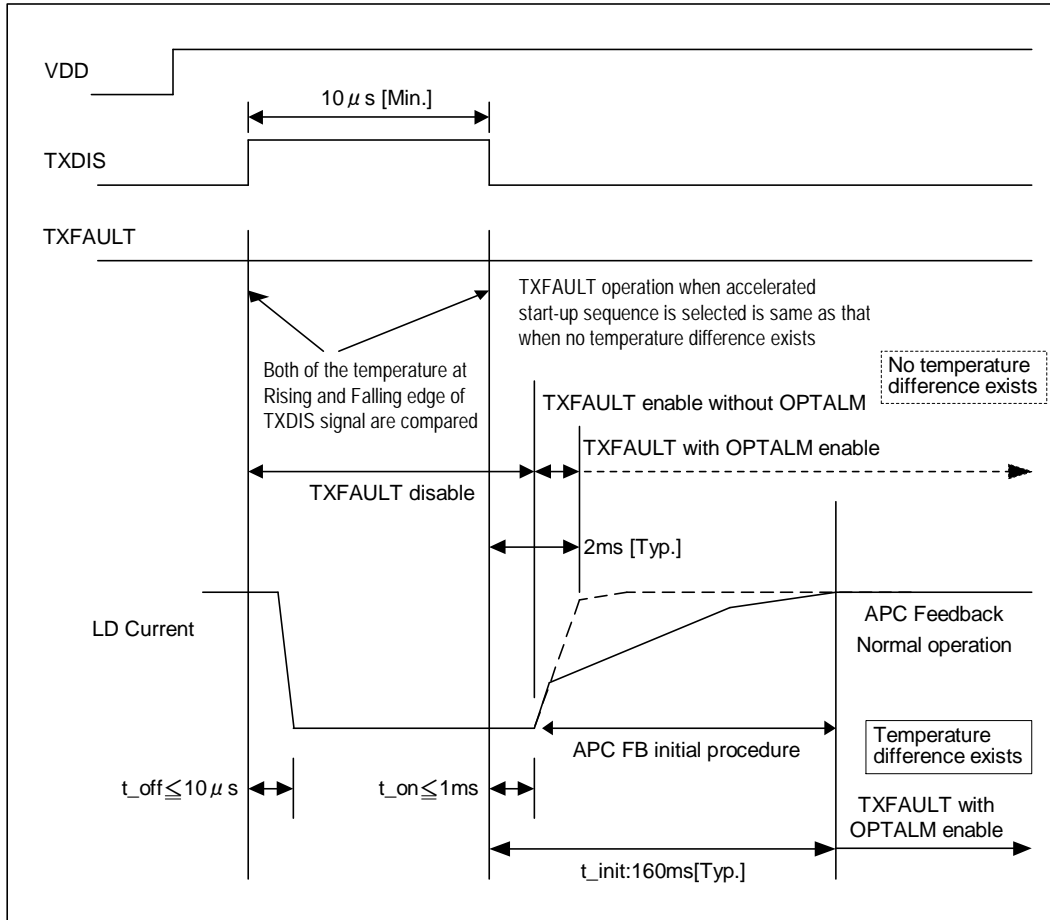 VDD
10μs [Min.]
TXDIS
TXFAULT
TXFAULT operation when accelerated
start-up sequence is selected is same as that
when no temperature difference exists
Both of the temperature at
Rising and Falling edge of
TXDIS signal are compared
No temperature
difference exists
TXFAULT enable without OPTALM
TXFAULT with OPTALM enable
TXFAULT disable
2ms [Typ.]
LD Current
APC Feedback
Normal operation
APC FB initial procedure
Temperature
difference exists
t_off≦10μs
t_on≦1ms
TXFAULT with
OPTALM enable
t_init:160ms[Typ.]